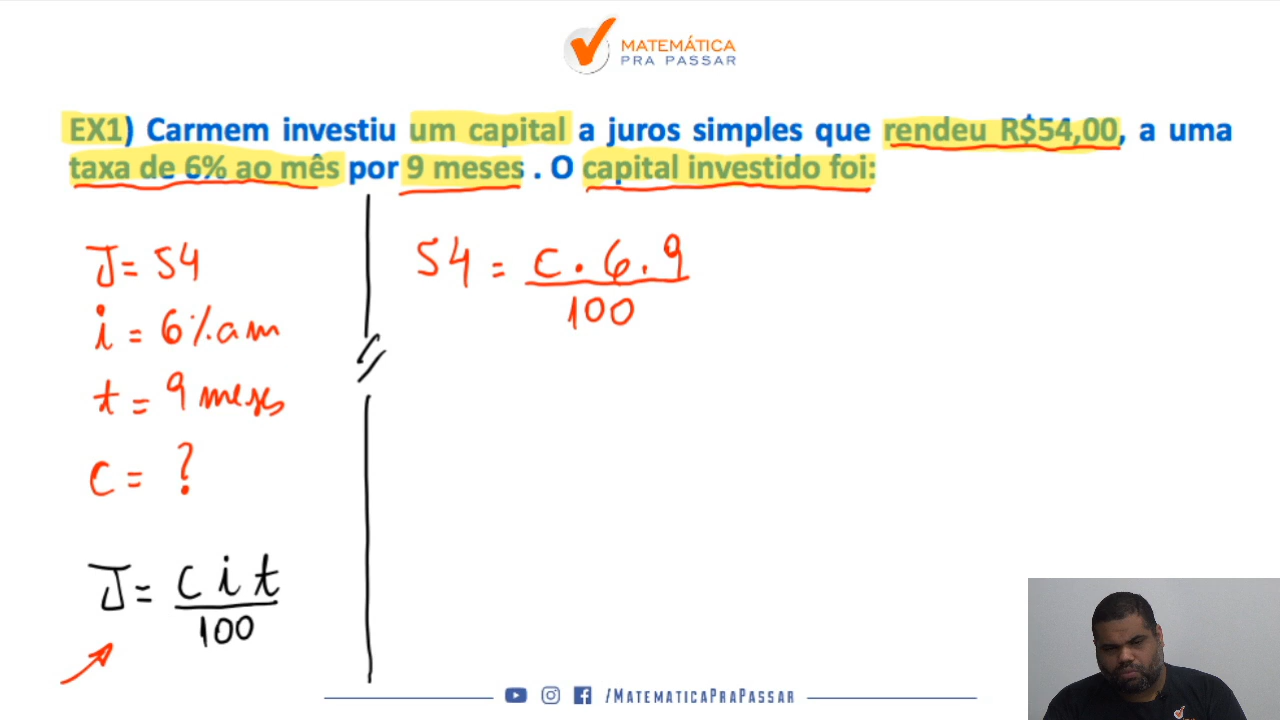 MATEMÁTICA
PRA PASSAR
EX1) Carmem investiu um capital a juros simples que rendeu R$54,00, a uma
taxa de 6% ao mês por 9 meses . O capital investido foi:
J = 54
i = 6% am
t = 9 meses
c = ?
J = c i t
100
54 = c . 6 . 9
100
/MATEMATICAPRAPASSAR